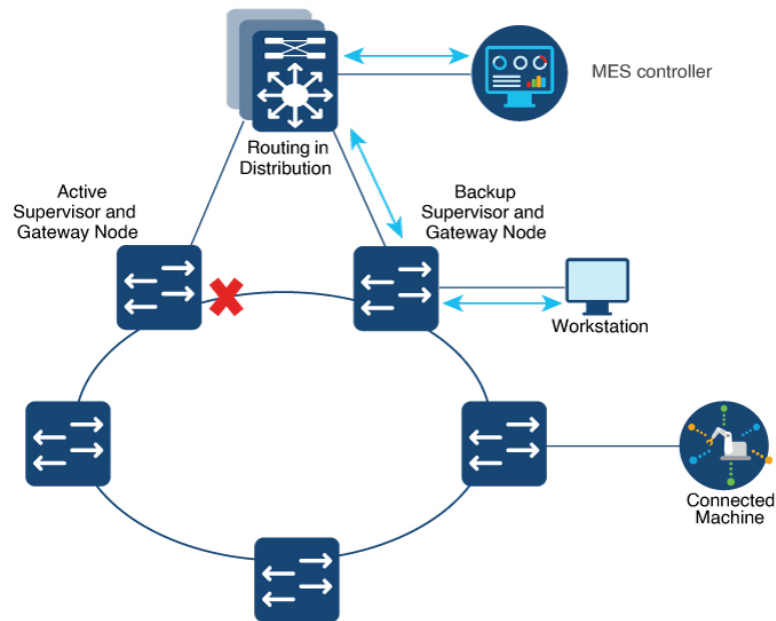 MES controller
Routing in
Distribution
Active
Supervisor and
Gateway Node
Backup
Supervisor and
Gateway Node
Workstation
Connected
Machine